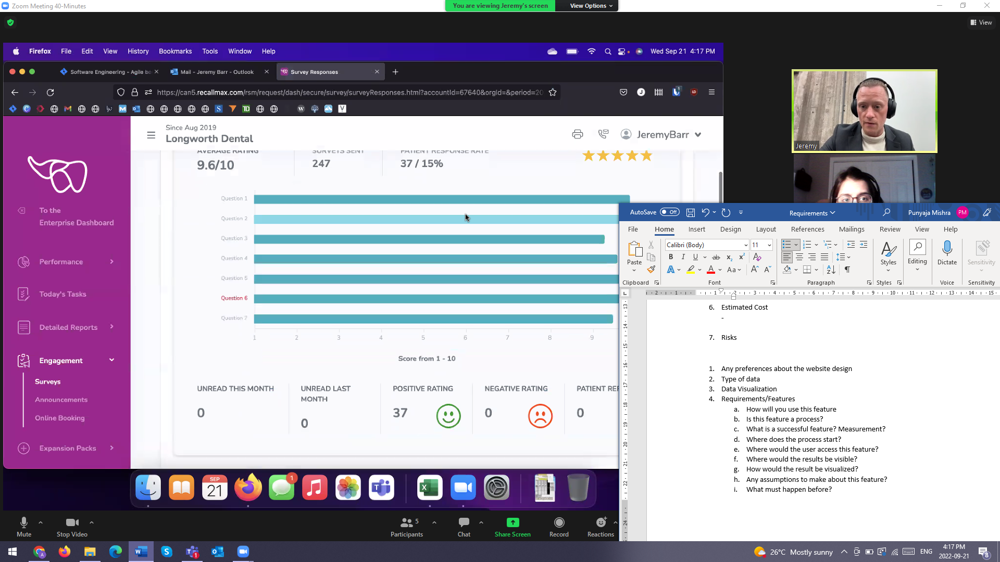 Zoom Meeting 40-Minutes
You are viewing Jeremy's screen
View Options
View
Firefox File Edit View History Bookmarks Tools Window Help
Wed Sep 21 4:17 PM
Software Engineering - Agile bo
Mail - Jeremy Barr - Outlook
Survey Responses
https://can5.recallmax.com/rsm/request/dash/secure/survey/surveyResponses.html?accountId=67640&orgId=&period=20
Since Aug 2019
Longworth Dental
JeremyBarr
To the
Enterprise Dashboard
Performance
Today's Tasks
Detailed Reports
Engagement
Surveys
Announcements
Online Booking
Expansion Packs
AVERAGE RATING
9.6/10
SURVEYS SENT
247
PATIENT RESPONSE RATE
37 / 15%
Question 1
Question 2
Question 3
Question 4
Question 5
Question 6
Question 7
1 2 3 4 5 6 7 8 9
Score from 1 - 10
UNREAD THIS MONTH
0
UNREAD LAST
MONTH
0
POSITIVE RATING
37
NEGATIVE RATING
0
PATIENT REF
0
Jeremy
AutoSave Off
Requirements
Punyaja Mishra PM
File Home Insert Design Layout References Mailings Review View Help
Calibri (Body) 11
Paste
Styles
Editing
Dictate
Sensitivity
Clipboard
Font
Paragraph
Styles
Voice
Sensitivity
6. Estimated Cost
-
7. Risks
1. Any preferences about the website design
2. Type of data
3. Data Visualization
4. Requirements/Features
a. How will you use this feature
b. Is this feature a process?
c. What is a successful feature? Measurement?
d. Where does the process start?
e. Where would the user access this feature?
f. Where would the results be visible?
g. How would the result be visualized?
h. Any assumptions to make about this feature?
i. What must happen before?
SEP
21
1
Mute
Stop Video
5
Participants
Chat
Share Screen
Record
Reactions
26°C Mostly sunny
ENG
4:17 PM
2022-09-21
8